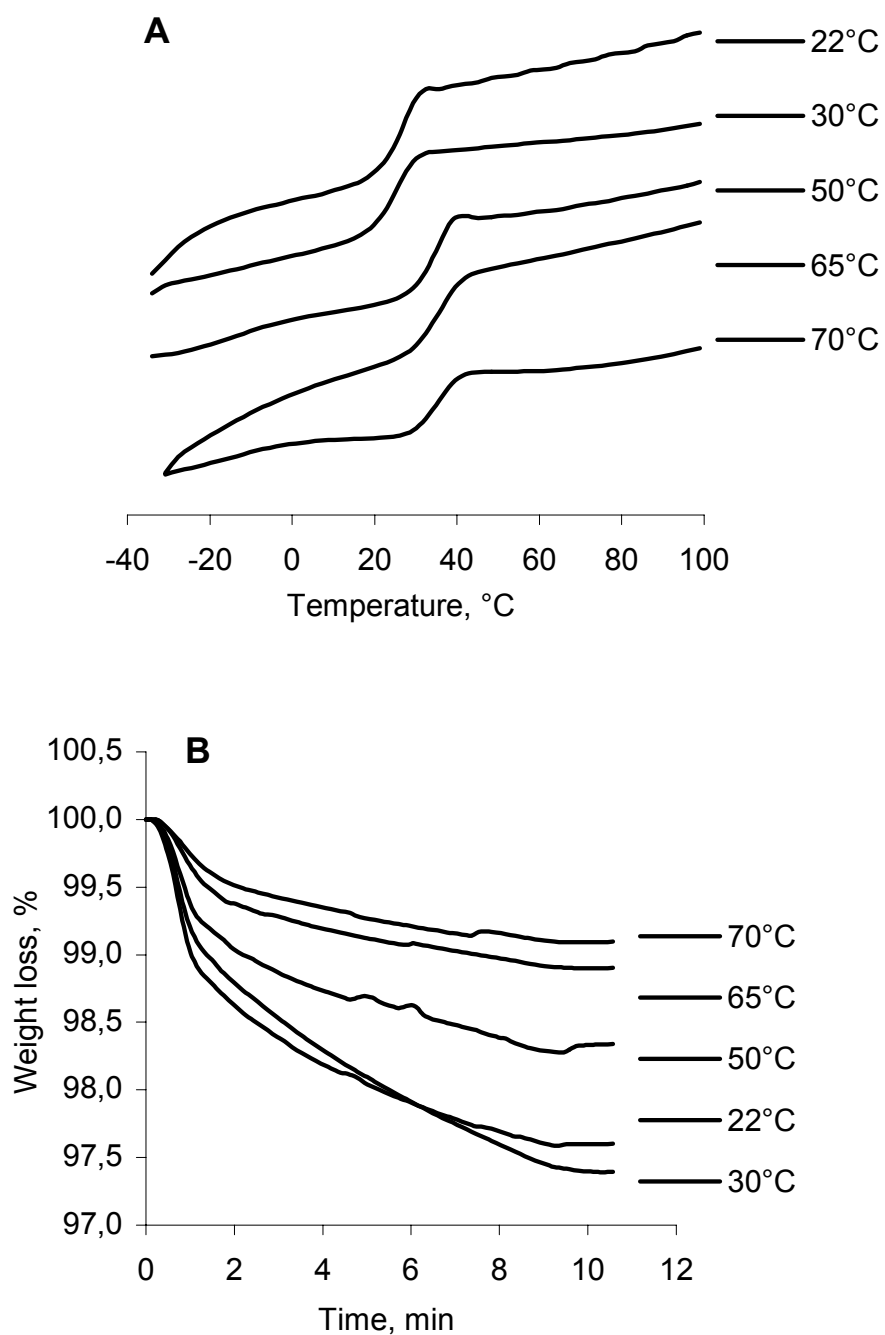 A
22°C
30°C
50°C
65°C
70°C
-40 -20 0 20 40 60 80 100
Temperature, °C
B
100,5
100,0
99,5
99,0
98,5
98,0
97,5
97,0
Weight loss, %
70°C
65°C
50°C
22°C
30°C
0 2 4 6 8 10 12
Time, min